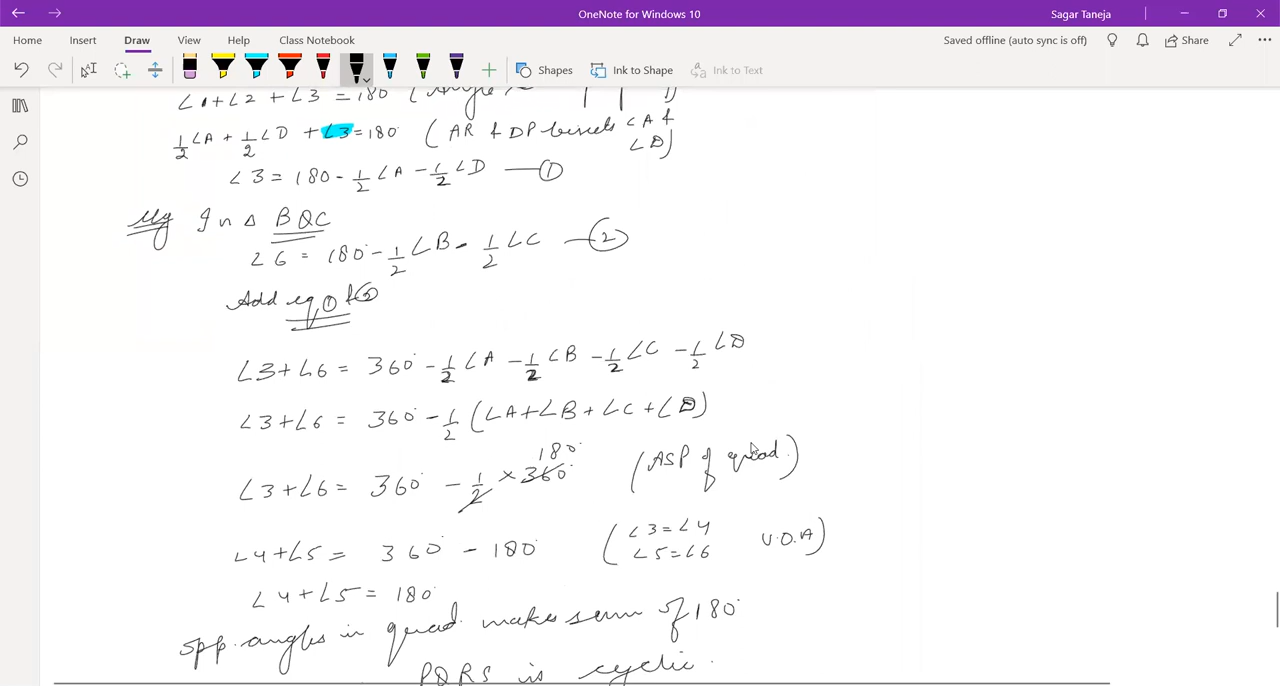 OneNote for Windows 10
Sagar Taneja
Home Insert Draw View Help Class Notebook
Saved offline (auto sync is off) Share
Shapes Ink to Shape Ink to Text
∠1+∠2+∠3=180 (Angle
1/2∠A+1/2∠D+∠3=180° (AR & DP bisects ∠A &
∠D)
∠3=180-1/2∠A-1/2∠D —①
Illy In △ BQC
∠6=180°-1/2∠B-1/2∠C —②
Add eq ① & ②
∠3+∠6=360°-1/2∠A-1/2∠B-1/2∠C-1/2∠D
∠3+∠6=360°-1/2(∠A+∠B+∠C+∠D)
180°
∠3+∠6=360°-1/2×360° (ASP of quad.)
∠4+∠5=360°-180° (∠3=∠4
∠5=∠6 V.O.A)
∠4+∠5=180°
opp. angles in quad. makes sum of 180°
PQRS is cyclic.